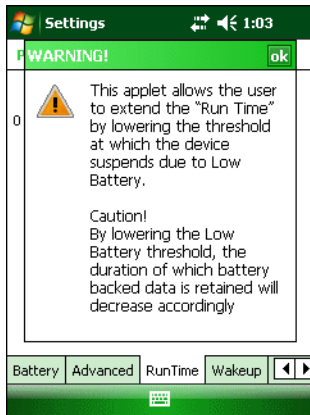 Settings 1:03
P
WARNING! ok
0
This applet allows the user
to extend the “Run Time”
by lowering the threshold
at which the device
suspends due to Low
Battery.
Caution!
By lowering the Low
Battery threshold, the
duration of which battery
backed data is retained will
decrease accordingly
Battery Advanced RunTime Wakeup